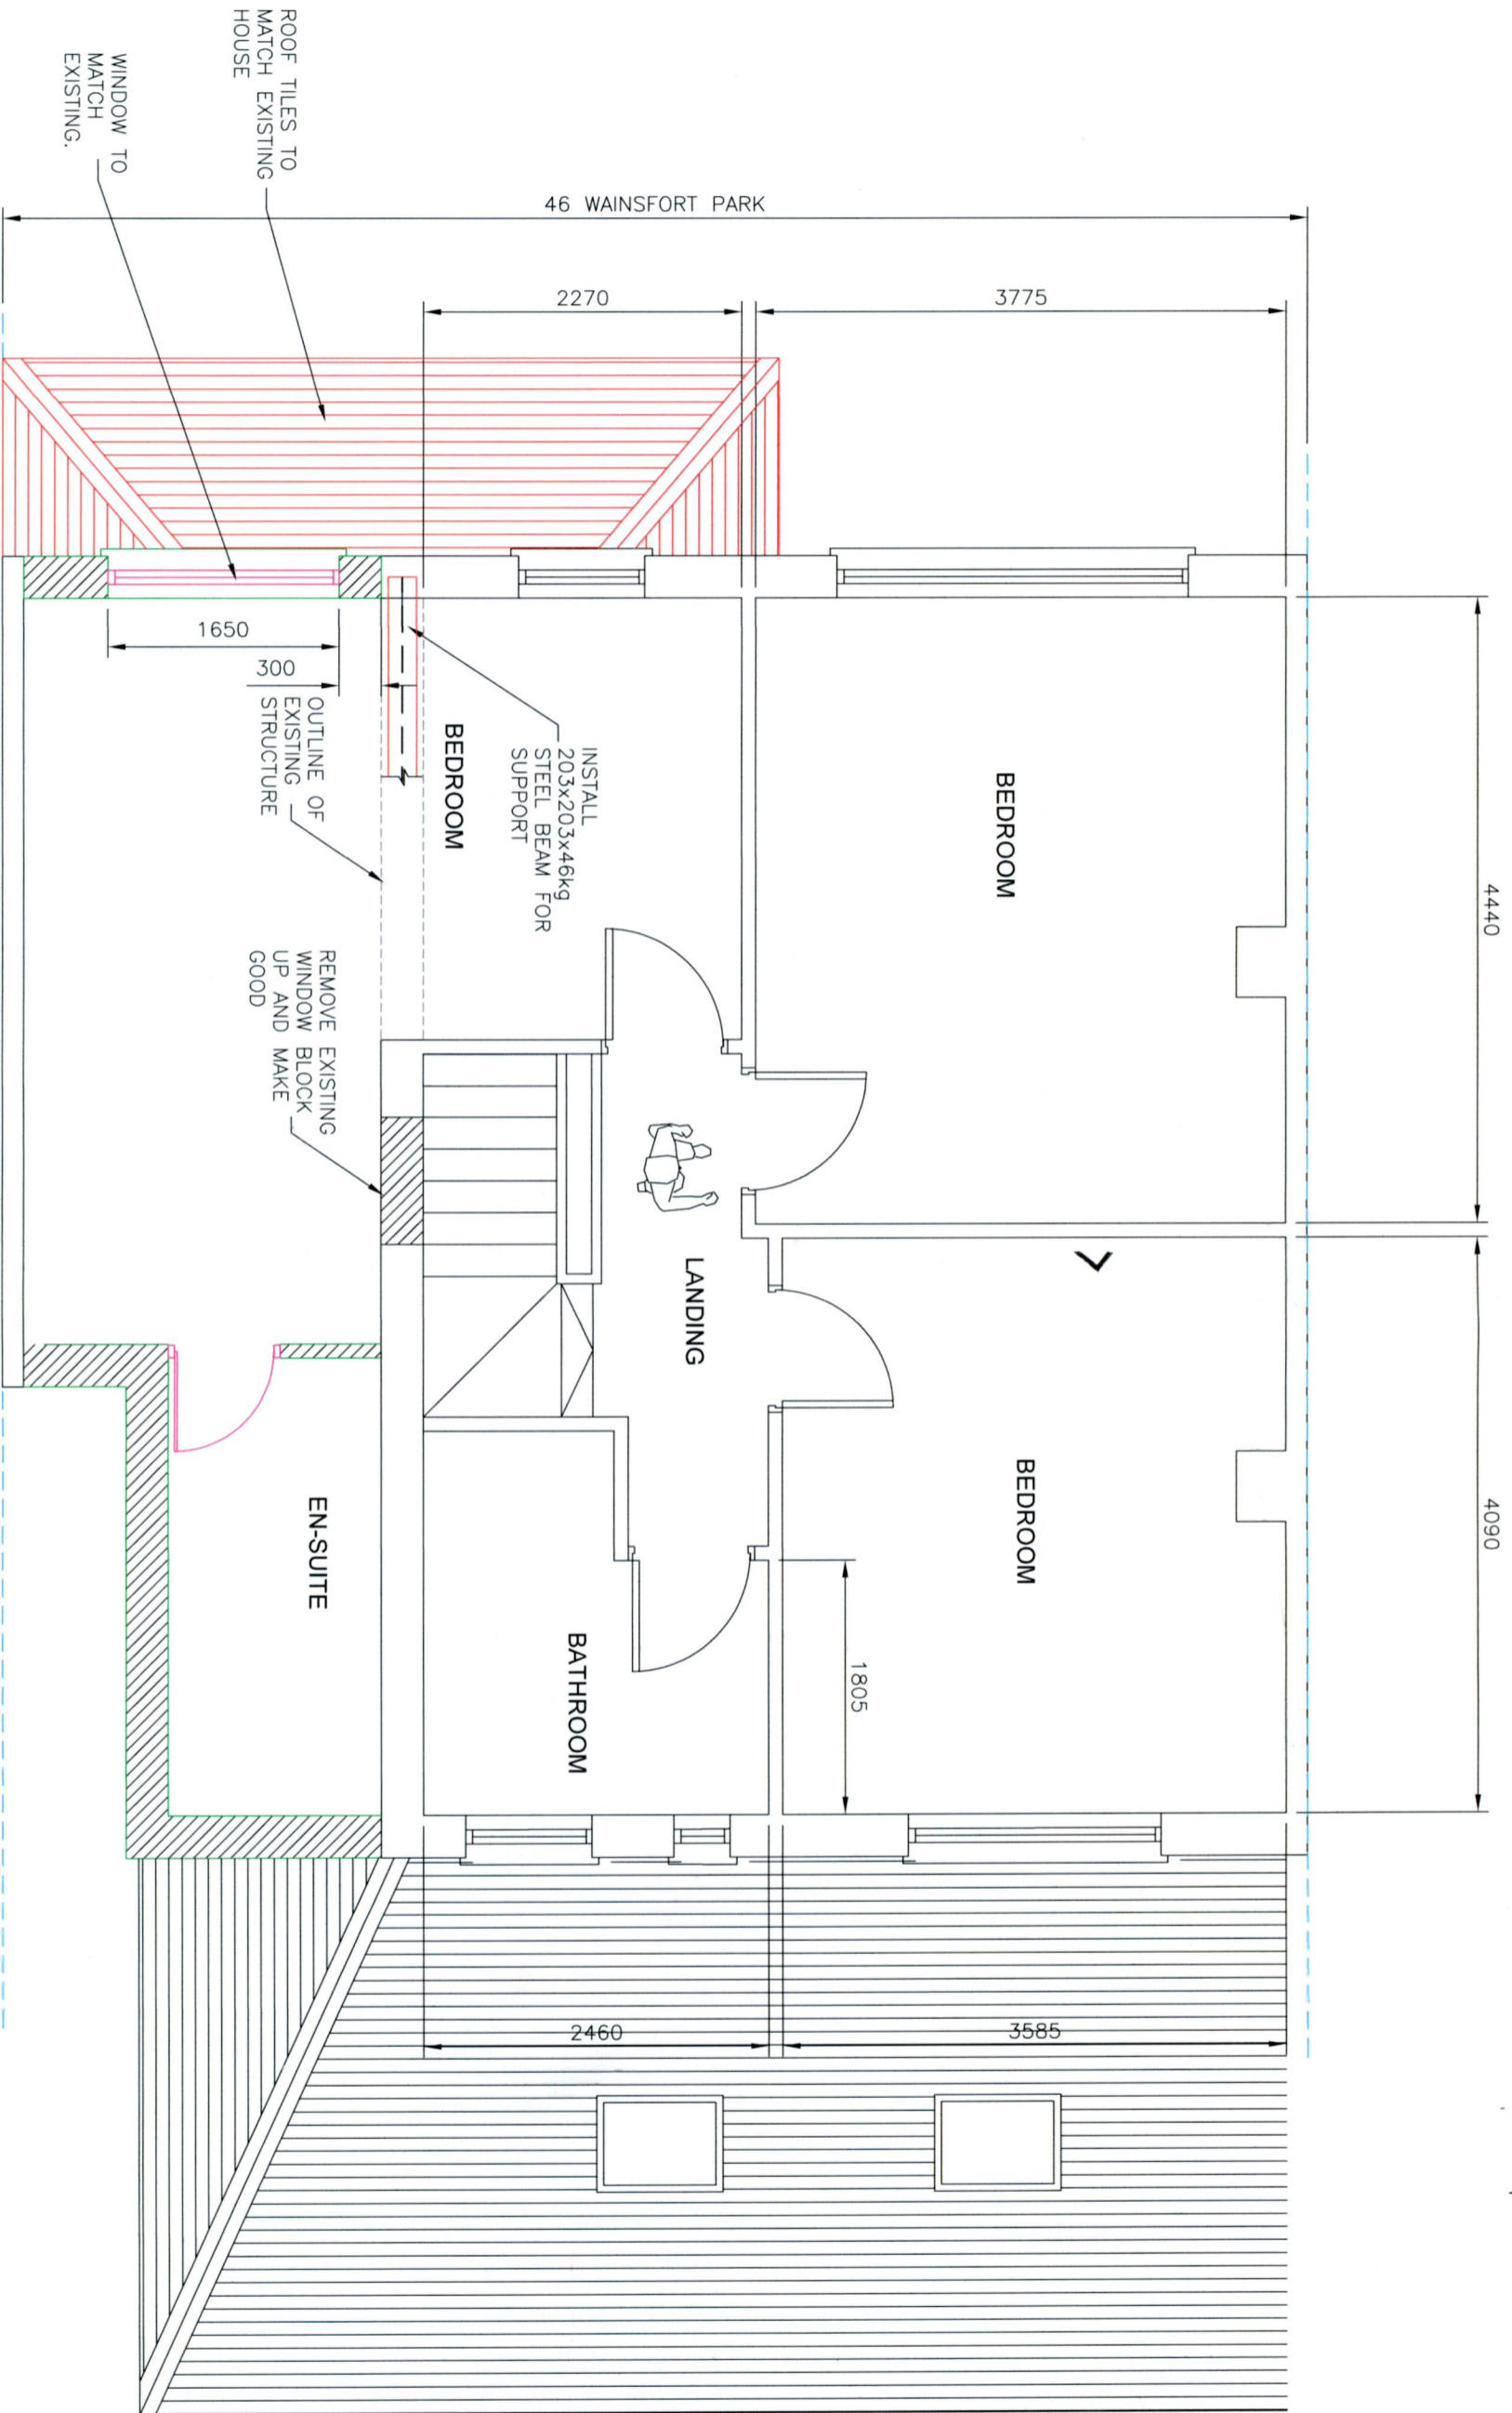 46 WAINSFORT PARK
ROOF TILES TO
MATCH EXISTING
HOUSE
WINDOW TO
MATCH
EXISTING.
2270
3775
4440
4090
1650
300
OUTLINE OF
EXISTING
STRUCTURE
INSTALL
203x203x46kg
STEEL BEAM FOR
SUPPORT
BEDROOM
BEDROOM
REMOVE EXISTING
WINDOW BLOCK
UP AND MAKE
GOOD
LANDING
BEDROOM
EN-SUITE
BATHROOM
1805
2460
3585